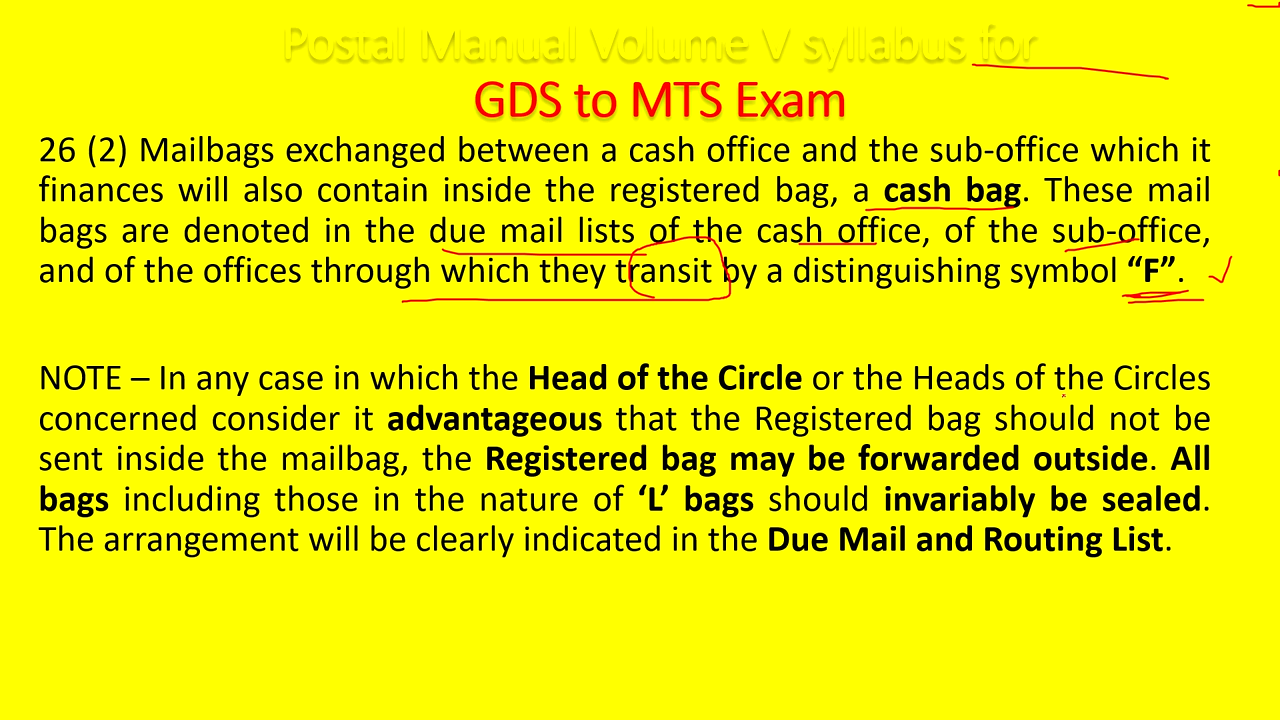 Postal Manual Volume V syllabus for
GDS to MTS Exam
26 (2) Mailbags exchanged between a cash office and the sub-office which it
finances will also contain inside the registered bag, a cash bag. These mail
bags are denoted in the due mail lists of the cash office, of the sub-office,
and of the offices through which they transit by a distinguishing symbol “F”.
NOTE – In any case in which the Head of the Circle or the Heads of the Circles
concerned consider it advantageous that the Registered bag should not be
sent inside the mailbag, the Registered bag may be forwarded outside. All
bags including those in the nature of ‘L’ bags should invariably be sealed.
The arrangement will be clearly indicated in the Due Mail and Routing List.